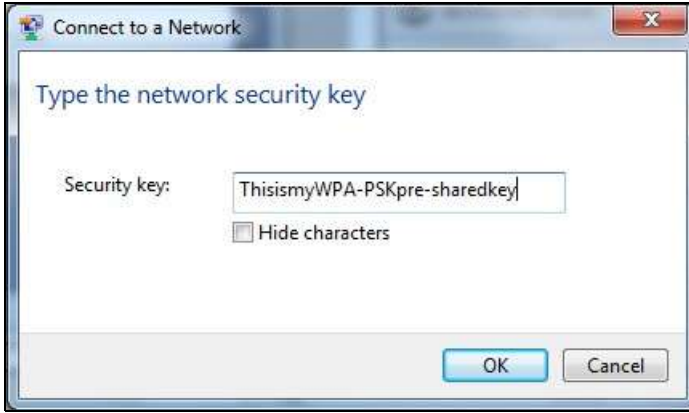 Connect to a Network
Type the network security key
Security key: ThisismyWPA-PSKpre-sharedkey
Hide characters
OK Cancel